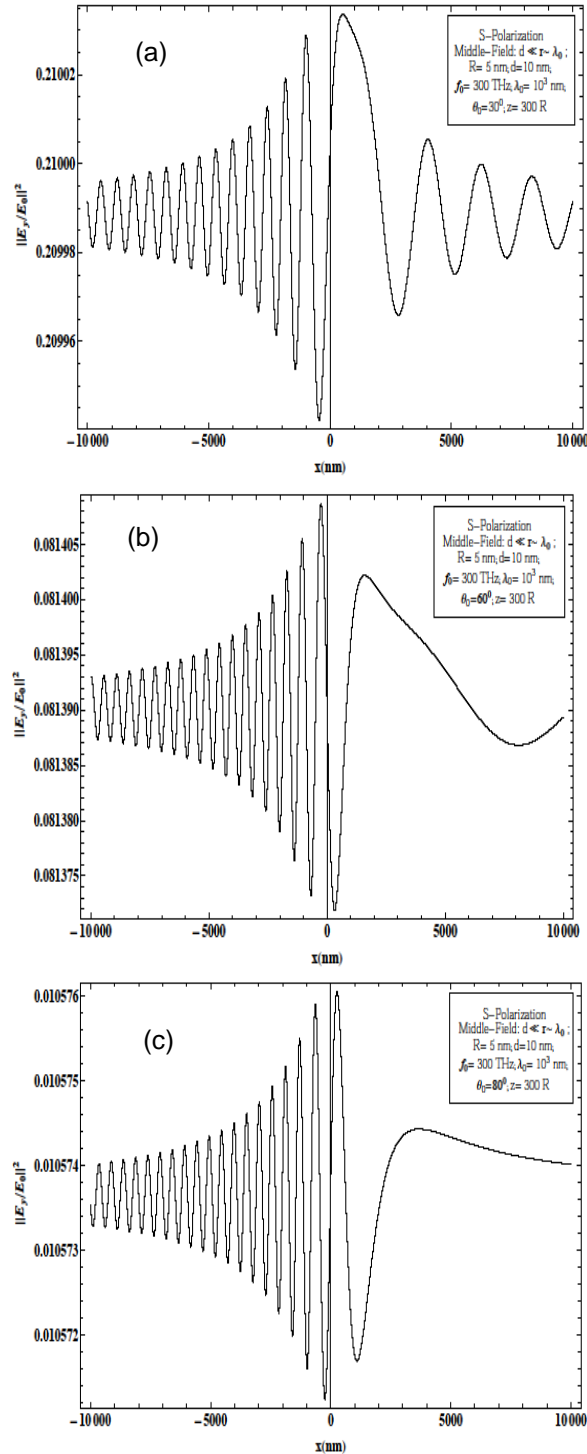 (a)
S-Polarization
Middle-Field: d ≪ r~ λ₀ ;
R= 5 nm; d=10 nm;
f₀= 300 THz, λ₀= 10³ nm;
θ₀=30⁰; z= 300 R
||E_y/E₀||²
0.21002
0.21000
0.20998
0.20996
−10000 −5000 0 5000 10000
x(nm)
(b)
S-Polarization
Middle-Field: d ≪ r~ λ₀ ;
R= 5 nm; d=10 nm,
f₀= 300 THz, λ₀= 10³ nm;
θ₀=60⁰, z= 300 R
||E_y/E₀||²
0.081405
0.081400
0.081395
0.081390
0.081385
0.081380
0.081375
−10000 −5000 0 5000 10000
x(nm)
(c)
S-Polarization
Middle-Field: d ≪ r~ λ₀ ;
R= 5 nm; d=10 nm,
f₀= 300 THz, λ₀= 10³ nm;
θ₀=80⁰, z= 300 R
||E_y/E₀||²
0.010576
0.010575
0.010574
0.010573
0.010572
−10000 −5000 0 5000 10000
x(nm)